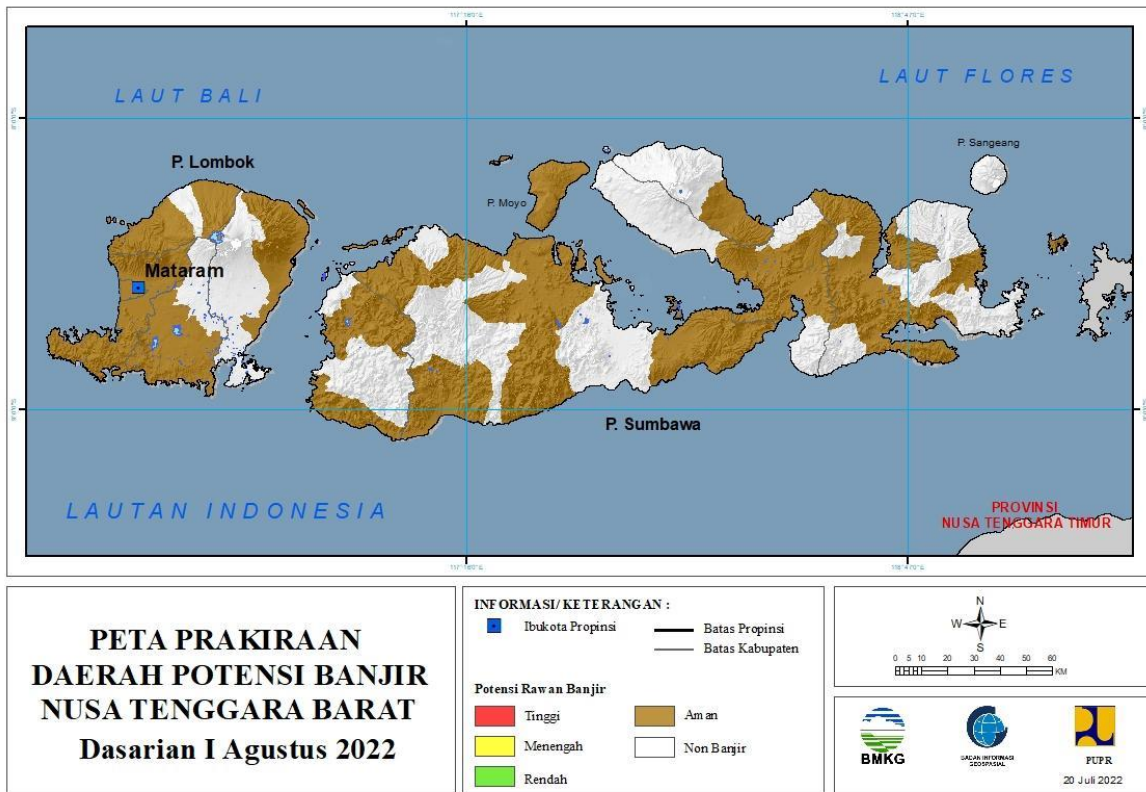 LAUT BALI
LAUT FLORES
P. Sangeang
P. Lombok
P. Moyo
Mataram
P. Sumbawa
LAUTAN INDONESIA
PROVINSI
NUSA TENGGARA TIMUR
PETA PRAKIRAAN
DAERAH POTENSI BANJIR
NUSA TENGGARA BARAT
Dasarian I Agustus 2022
INFORMASI/ KETERANGAN :
Ibukota Propinsi
Batas Propinsi
Batas Kabupaten
Potensi Rawan Banjir
Tinggi
Aman
Menengah
Non Banjir
Rendah
N
W E
S
0 5 10 20 30 40 50 60
KM
BMKG
BADAN INFORMASI
GEOSPASIAL
PUPR
20 Juli 2022